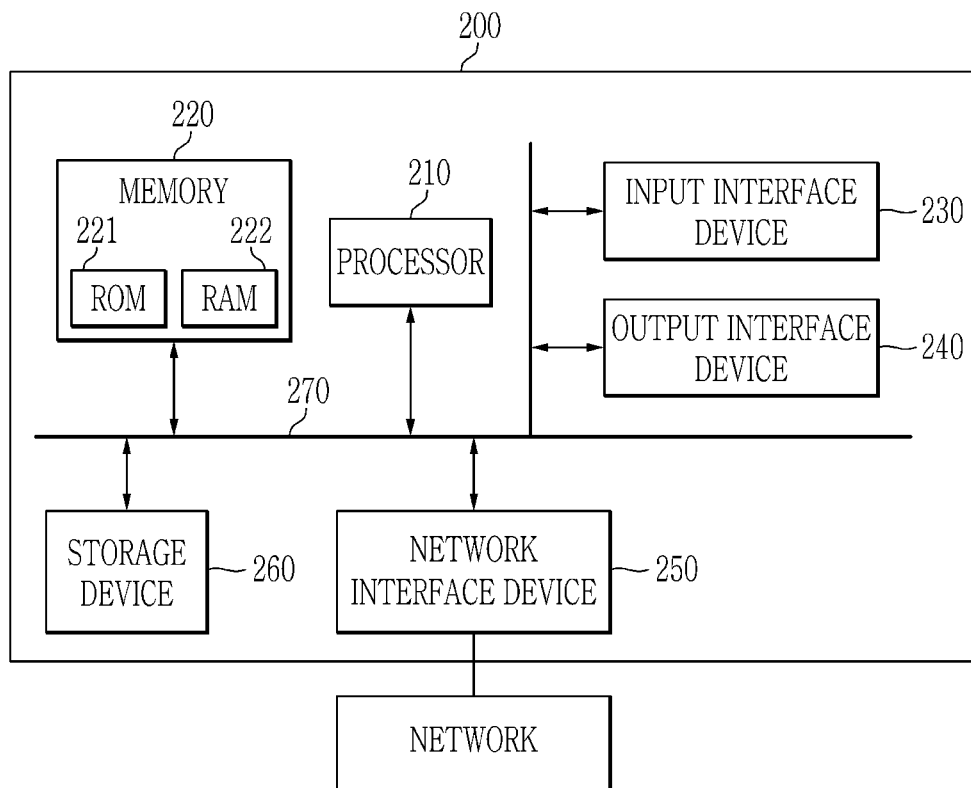 200
220
MEMORY
221
222
ROM
RAM
210
PROCESSOR
INPUT INTERFACE
DEVICE
230
OUTPUT INTERFACE
DEVICE
240
270
STORAGE
DEVICE
260
NETWORK
INTERFACE DEVICE
250
NETWORK